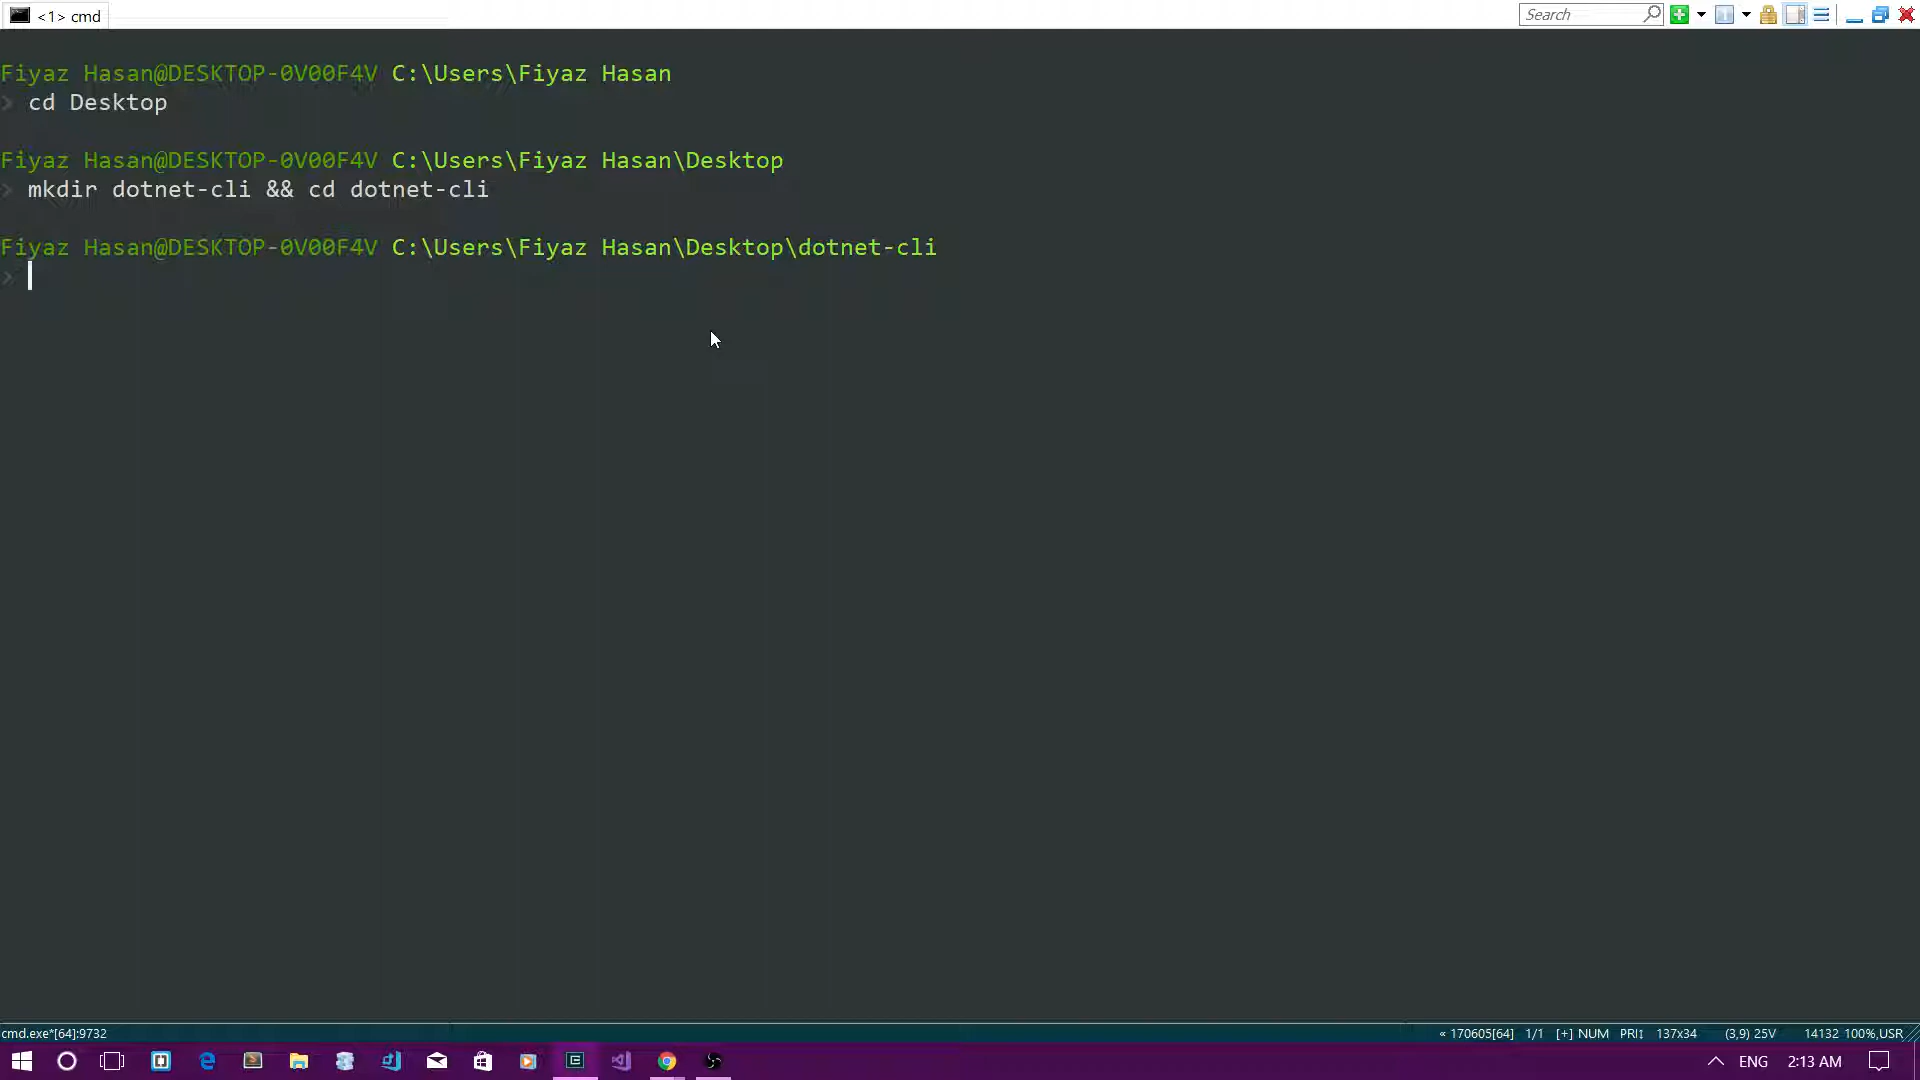 <1> cmd
Search
Fiyaz Hasan@DESKTOP-0V00F4V C:\Users\Fiyaz Hasan
> cd Desktop
Fiyaz Hasan@DESKTOP-0V00F4V C:\Users\Fiyaz Hasan\Desktop
> mkdir dotnet-cli && cd dotnet-cli
Fiyaz Hasan@DESKTOP-0V00F4V C:\Users\Fiyaz Hasan\Desktop\dotnet-cli
>
cmd.exe*[64]:9732 « 170605[64] 1/1 [+] NUM PRI↕ 137x34 (3,9) 25V 14132 100%,USR
ENG 2:13 AM